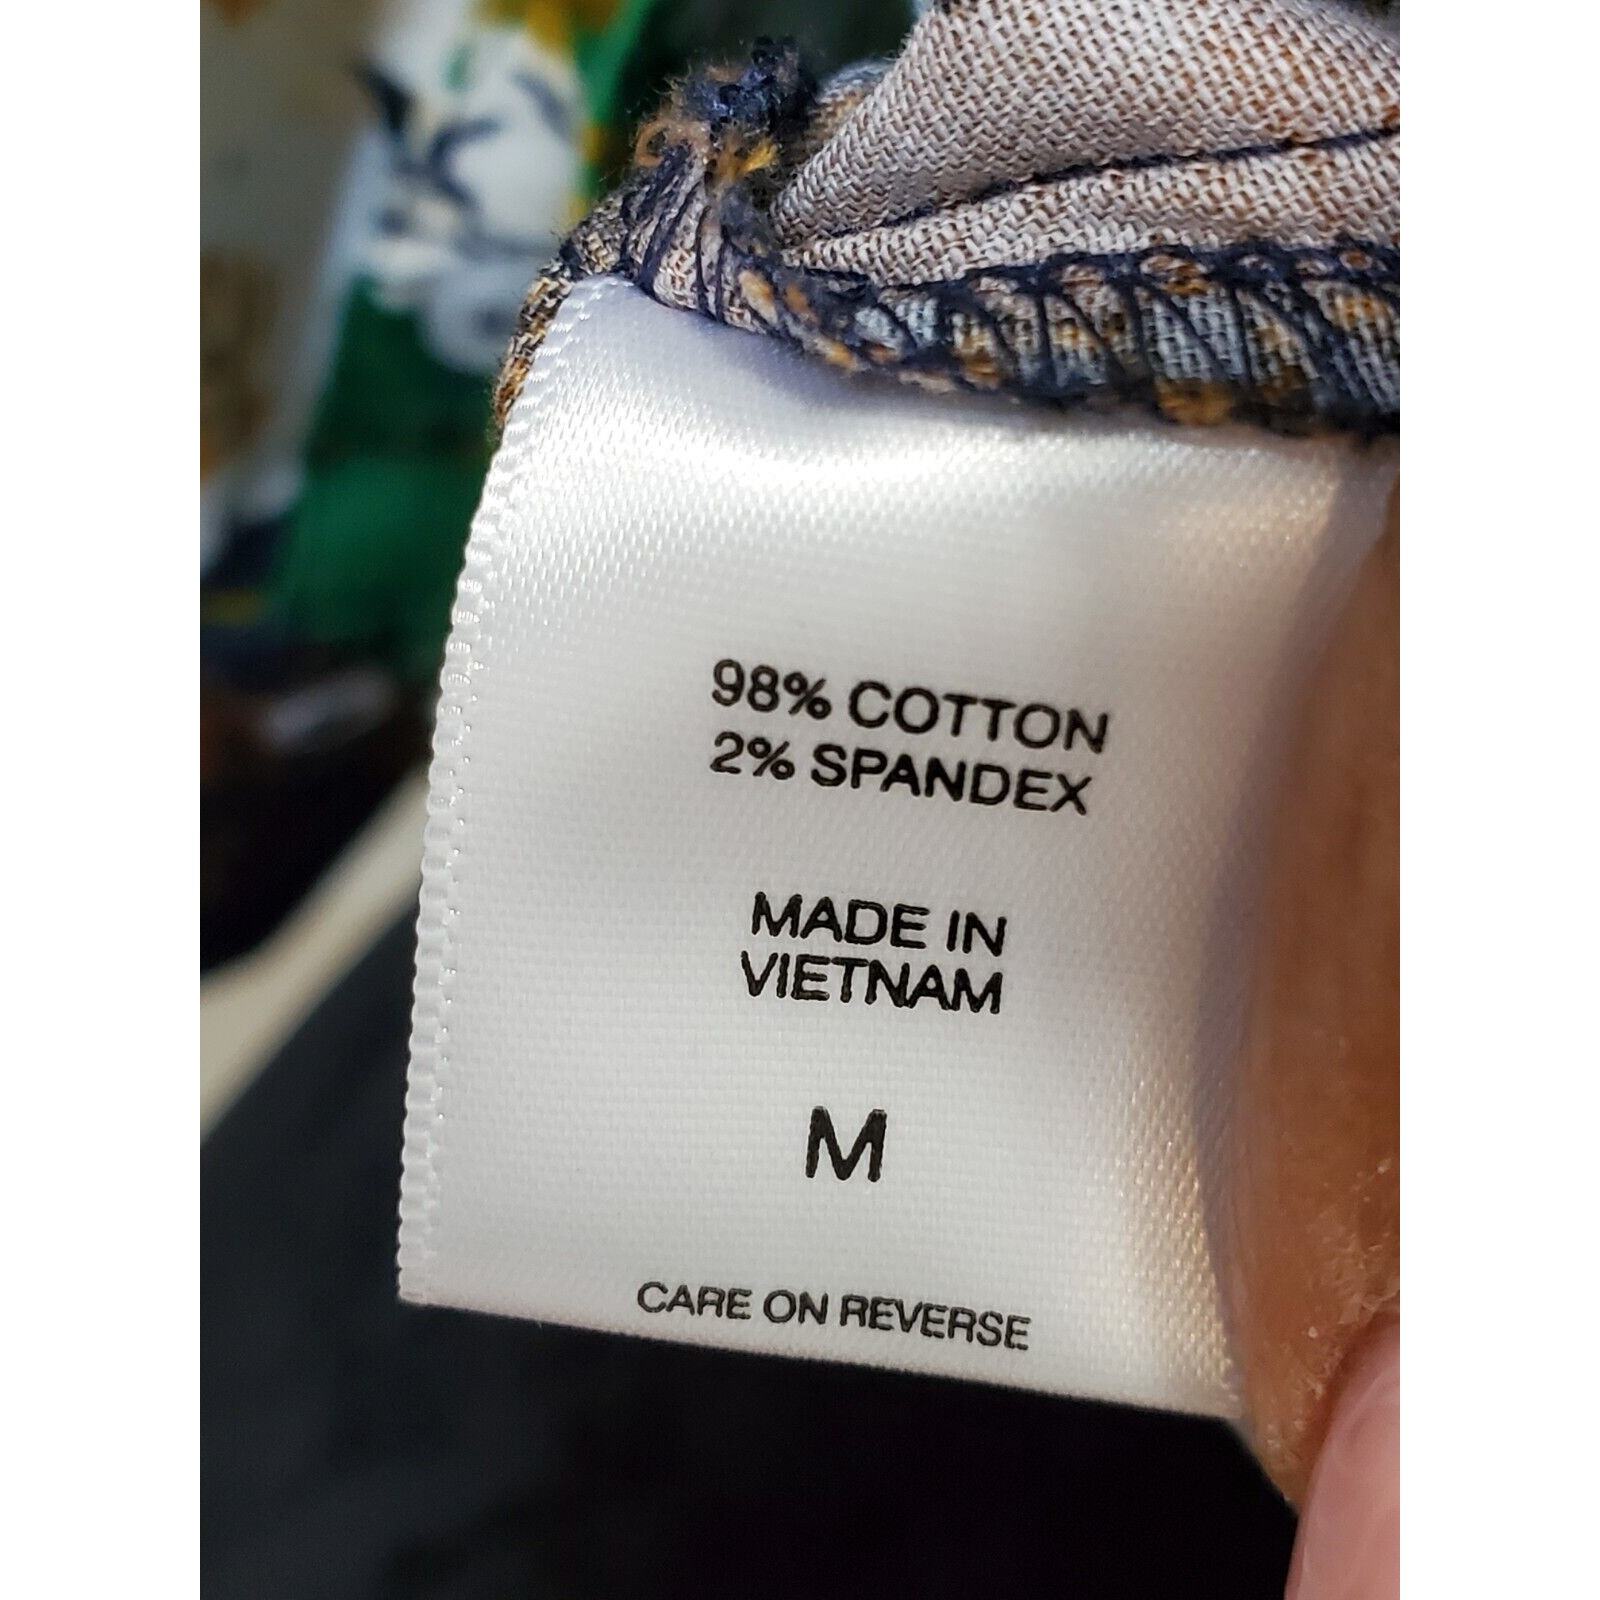 98% COTTON
2% SPANDEX
MADE IN
VIETNAM
M
CARE ON REVERSE